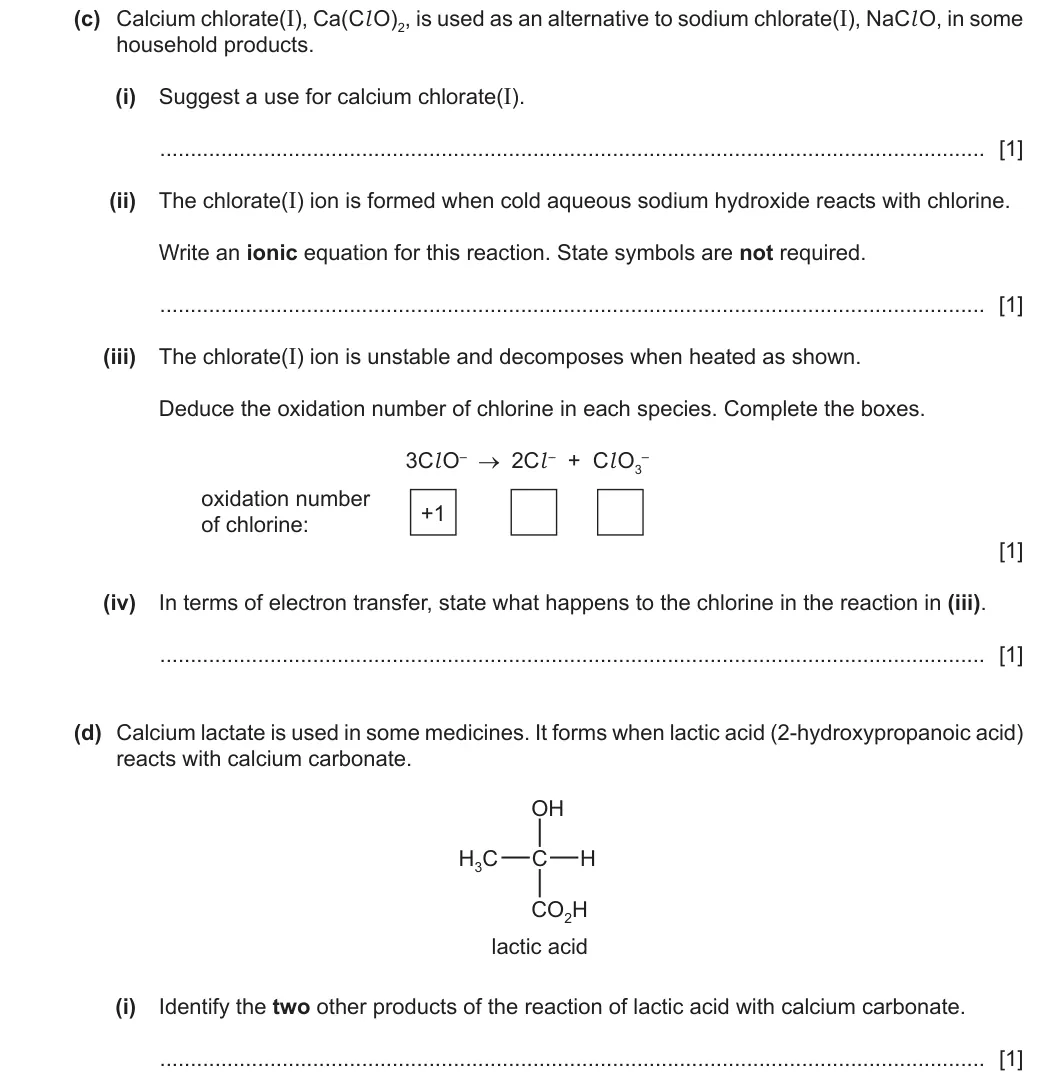 (c) Calcium chlorate(I), Ca(ClO)₂, is used as an alternative to sodium chlorate(I), NaClO, in some
household products.
(i) Suggest a use for calcium chlorate(I).
.......................................................................................................................................... [1]
(ii) The chlorate(I) ion is formed when cold aqueous sodium hydroxide reacts with chlorine.
Write an ionic equation for this reaction. State symbols are not required.
.......................................................................................................................................... [1]
(iii) The chlorate(I) ion is unstable and decomposes when heated as shown.
Deduce the oxidation number of chlorine in each species. Complete the boxes.
3ClO⁻ → 2Cl⁻ + ClO₃⁻
oxidation number
of chlorine:
+1
[1]
(iv) In terms of electron transfer, state what happens to the chlorine in the reaction in (iii).
.......................................................................................................................................... [1]
(d) Calcium lactate is used in some medicines. It forms when lactic acid (2-hydroxypropanoic acid)
reacts with calcium carbonate.
OH
H₃C—C—H
CO₂H
lactic acid
(i) Identify the two other products of the reaction of lactic acid with calcium carbonate.
.......................................................................................................................................... [1]